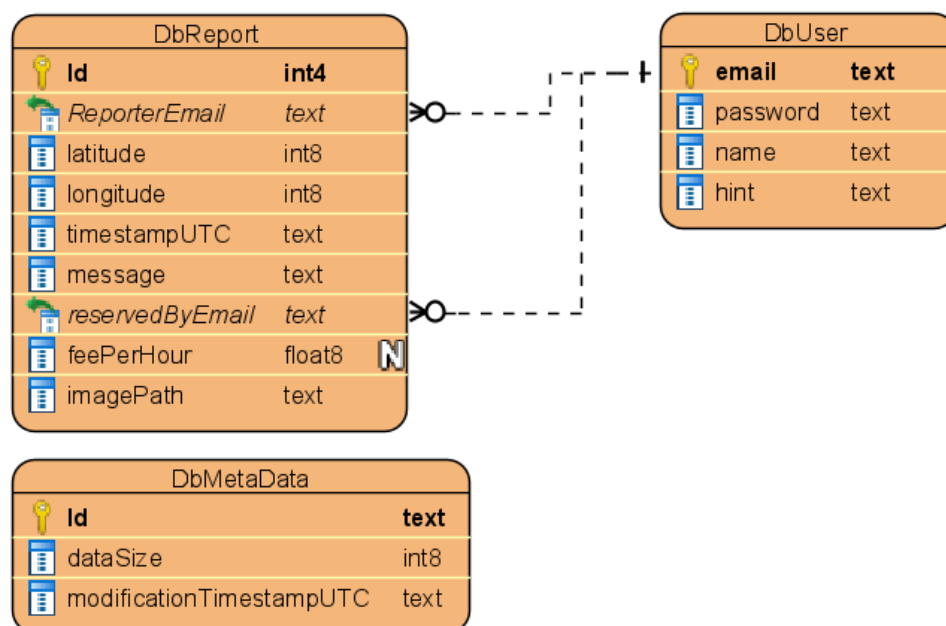 DbReport
Id int4
ReporterEmail text
latitude int8
longitude int8
timestampUTC text
message text
reservedByEmail text
feePerHour float8 N
imagePath text
DbUser
email text
password text
name text
hint text
DbMetaData
Id text
dataSize int8
modificationTimestampUTC text